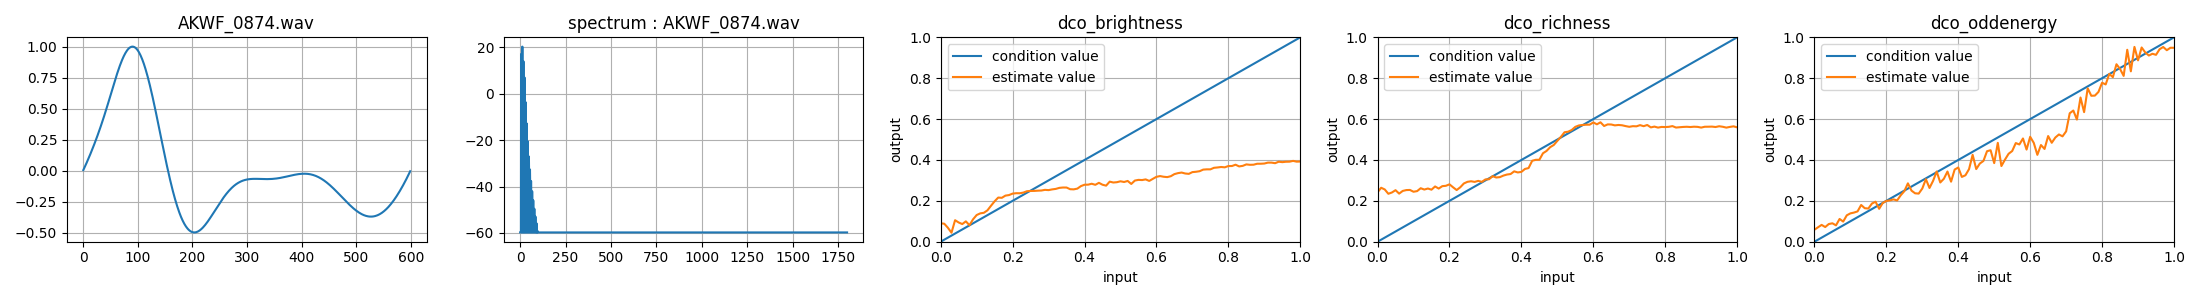 AKWF_0874.wav
1.00
0.75
0.50
0.25
0.00
−0.25
−0.50
0 100 200 300 400 500 600
spectrum : AKWF_0874.wav
20
0
−20
−40
−60
0 250 500 750 1000 1250 1500 1750
dco_brightness
condition value
estimate value
output
1.0
0.8
0.6
0.4
0.2
0.0
0.0 0.2 0.4 0.6 0.8 1.0
input
dco_richness
condition value
estimate value
output
1.0
0.8
0.6
0.4
0.2
0.0
0.0 0.2 0.4 0.6 0.8 1.0
input
dco_oddenergy
condition value
estimate value
output
1.0
0.8
0.6
0.4
0.2
0.0
0.0 0.2 0.4 0.6 0.8 1.0
input